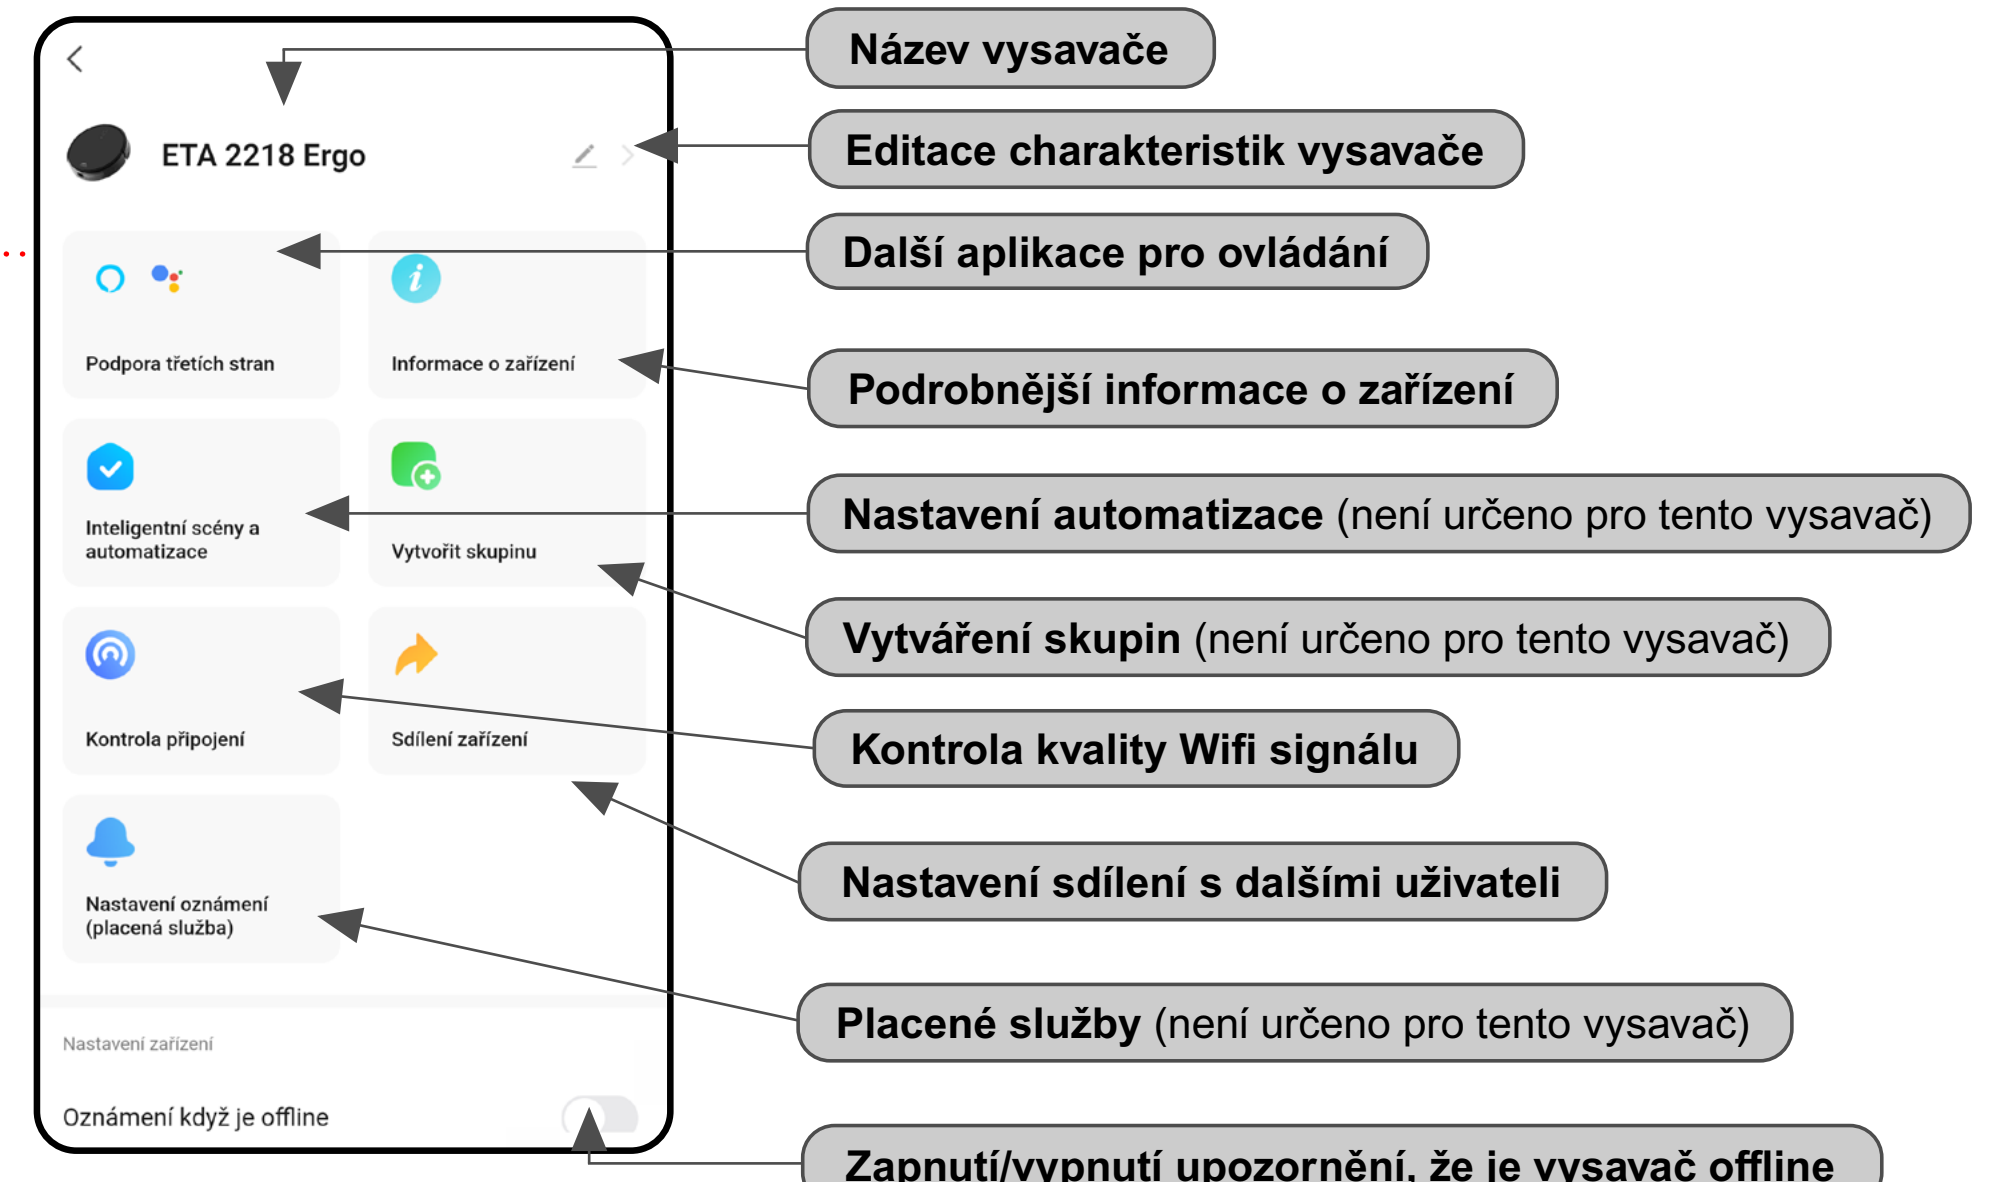 Název vysavače
ETA 2218 Ergo
Editace charakteristik vysavače
Další aplikace pro ovládání
Podpora třetích stran
Informace o zařízení
Podrobnější informace o zařízení
Inteligentní scény a
automatizace
Vytvořit skupinu
Nastavení automatizace (není určeno pro tento vysavač)
Vytváření skupin (není určeno pro tento vysavač)
Kontrola připojení
Sdílení zařízení
Kontrola kvality Wifi signálu
Nastavení sdílení s dalšími uživateli
Nastavení oznámení
(placená služba)
Placené služby (není určeno pro tento vysavač)
Nastavení zařízení
Oznámení když je offline
Zapnutí/vypnutí upozornění, že je vysavač offline